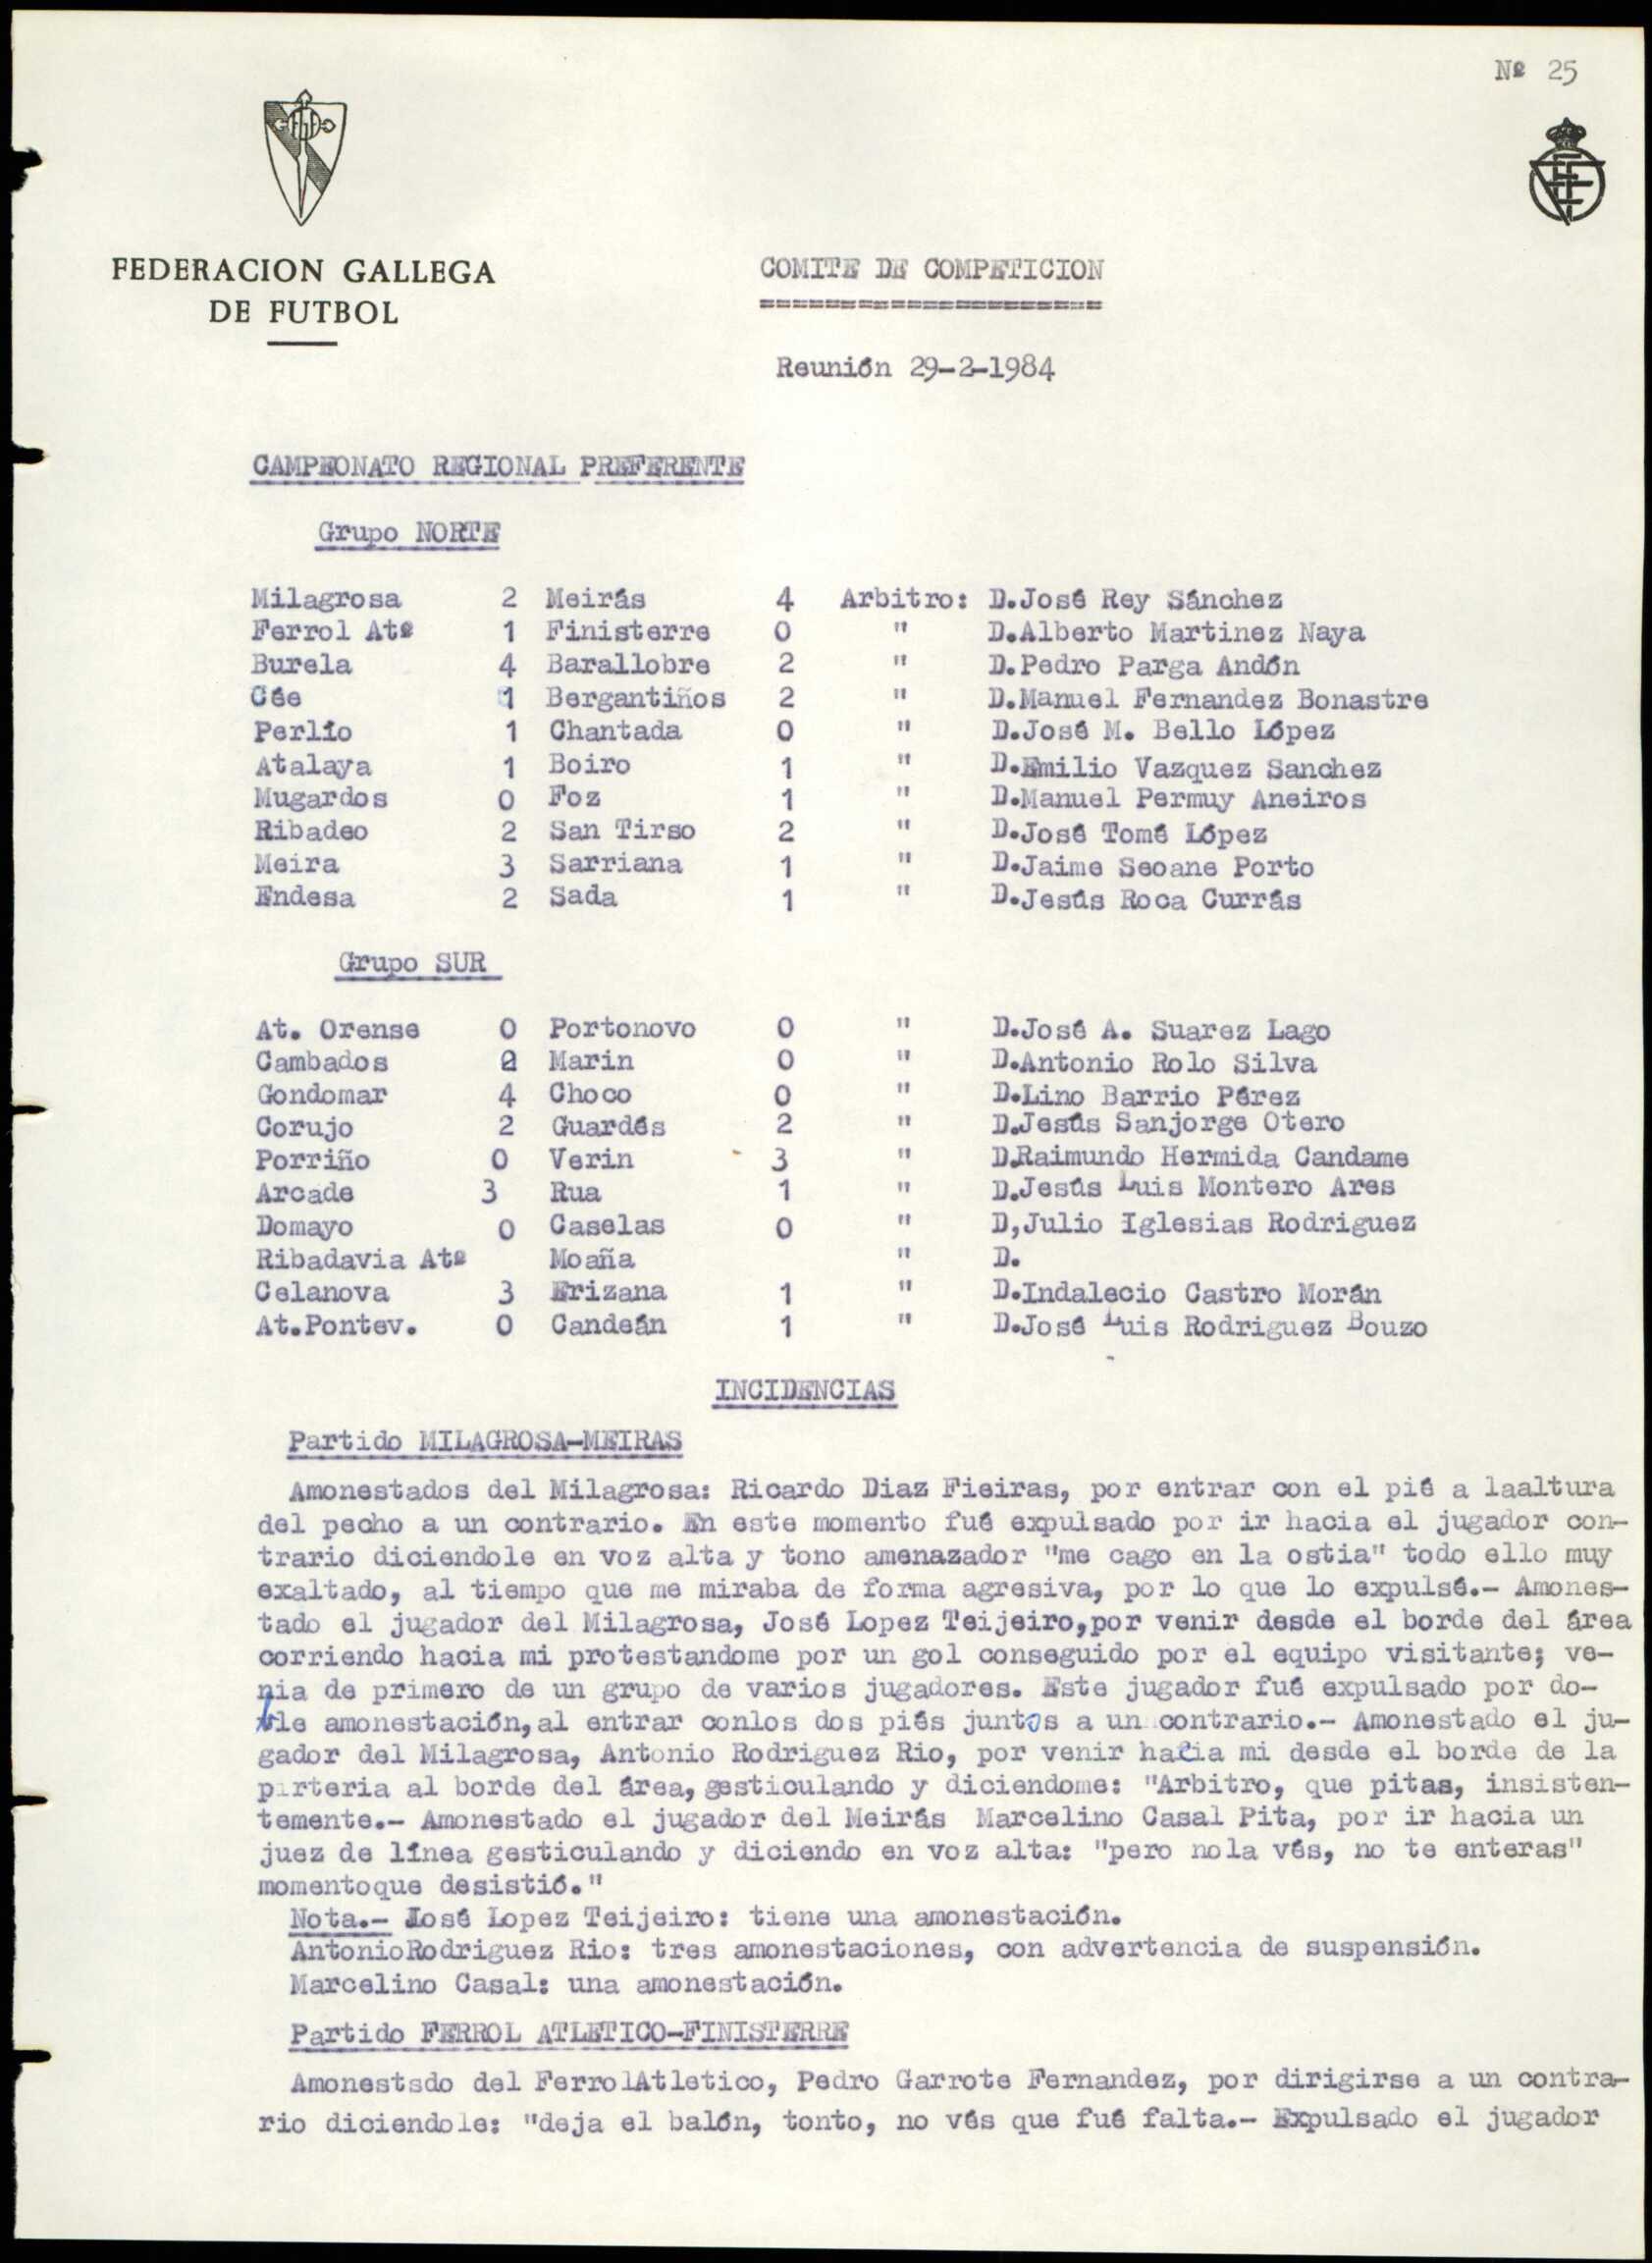 Nº 25
FEDERACION GALLEGA
DE FUTBOL
COMITE DE COMPETICION
=====================
Reunión 29-2-1984
CAMPEONATO REGIONAL PREFERENTE
Grupo NORTE
Milagrosa 2 Meirás 4 Arbitro: D.José Rey Sánchez
Ferrol Atº 1 Finisterre 0 " D.Alberto Martinez Naya
Burela 4 Barallobre 2 " D.Pedro Parga Andón
Cée 1 Bergantiños 2 " D.Manuel Fernandez Bonastre
Perlío 1 Chantada 0 " D.José M. Bello López
Atalaya 1 Boiro 1 " D.Emilio Vazquez Sanchez
Mugardos 0 Foz 1 " D.Manuel Permuy Aneiros
Ribadeo 2 San Tirso 2 " D.José Tomé López
Meira 3 Sarriana 1 " D.Jaime Seoane Porto
Endesa 2 Sada 1 " D.Jesús Roca Currás
Grupo SUR
At. Orense 0 Portonovo 0 " D.José A. Suarez Lago
Cambados 2 Marin 0 " D.Antonio Rolo Silva
Gondomar 4 Choco 0 " D.Lino Barrio Pérez
Corujo 2 Guardés 2 " D.Jesús Sanjorge Otero
Porriño 0 Verin 3 " D.Raimundo Hermida Candame
Arcade 3 Rua 1 " D.Jesús Luis Montero Ares
Domayo 0 Caselas 0 " D,Julio Iglesias Rodriguez
Ribadavia Atº Moaña " D.
Celanova 3 Erizana 1 " D.Indalecio Castro Morán
At.Pontev. 0 Candeán 1 " D.José Luis Rodriguez Bouzo
INCIDENCIAS
Partido MILAGROSA-MEIRAS
Amonestados del Milagrosa: Ricardo Diaz Fieiras, por entrar con el pié a laaltura
del pecho a un contrario. En este momento fué expulsado por ir hacia el jugador con-
trario diciendole en voz alta y tono amenazador "me cago en la ostia" todo ello muy
exaltado, al tiempo que me miraba de forma agresiva, por lo que lo expulsé.- Amones-
tado el jugador del Milagrosa, José Lopez Teijeiro,por venir desde el borde del área
corriendo hacia mi protestandome por un gol conseguido por el equipo visitante; ve-
nia de primero de un grupo de varios jugadores. Este jugador fué expulsado por do-
ble amonestación,al entrar conlos dos piés juntos a un contrario.- Amonestado el ju-
gador del Milagrosa, Antonio Rodriguez Rio, por venir hacia mi desde el borde de la
pirteria al borde del área,gesticulando y diciendome: "Arbitro, que pitas, insisten-
temente.- Amonestado el jugador del Meirás Marcelino Casal Pita, por ir hacia un
juez de línea gesticulando y diciendo en voz alta: "pero nola vés, no te enteras"
momentoque desistió."
Nota.- José Lopez Teijeiro: tiene una amonestación.
AntonioRodriguez Rio: tres amonestaciones, con advertencia de suspensión.
Marcelino Casal: una amonestación.
Partido FERROL ATLETICO-FINISTERRE
Amonestsdo del FerrolAtletico, Pedro Garrote Fernandez, por dirigirse a un contra-
rio diciendole: "deja el balón, tonto, no vés que fué falta.- Expulsado el jugador